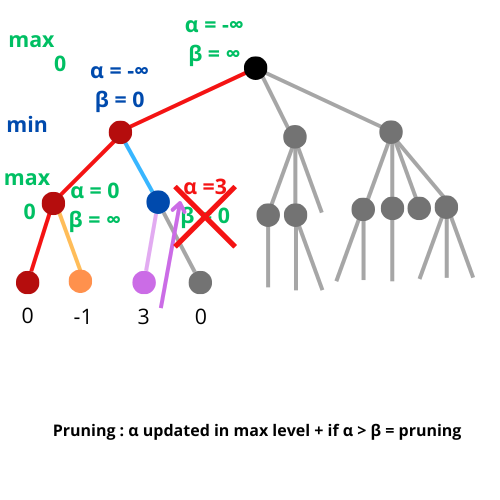 α = -∞
β = ∞
max
0
α = -∞
β = 0
min
max
0
α = 0
β = ∞
α =3
β = 0
0 -1 3 0
Pruning : α updated in max level + if α > β = pruning